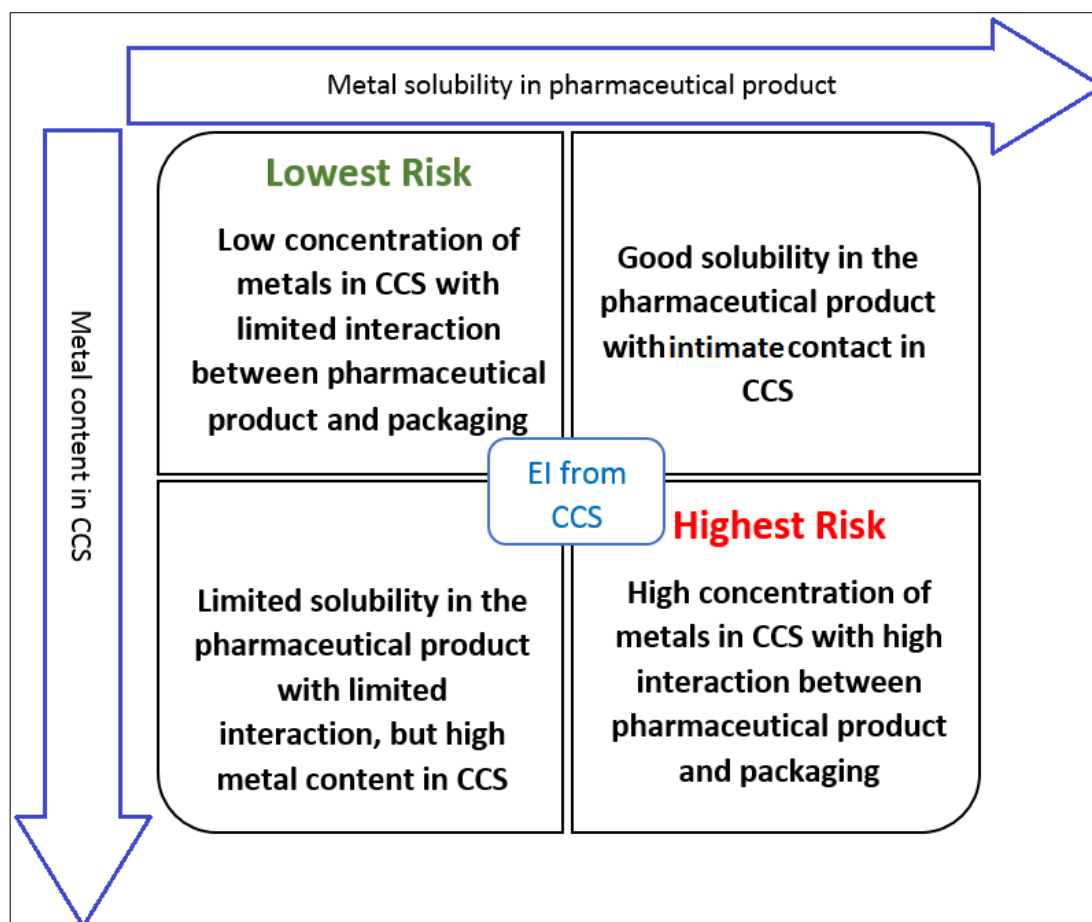 Metal solubility in pharmaceutical product
Metal content in CCS
Lowest Risk
Low concentration of
metals in CCS with
limited interaction
between pharmaceutical
product and packaging
Good solubility in the
pharmaceutical product
with intimate contact in
CCS
EI from
CCS
Limited solubility in the
pharmaceutical product
with limited
interaction, but high
metal content in CCS
Highest Risk
High concentration of
metals in CCS with high
interaction between
pharmaceutical product
and packaging